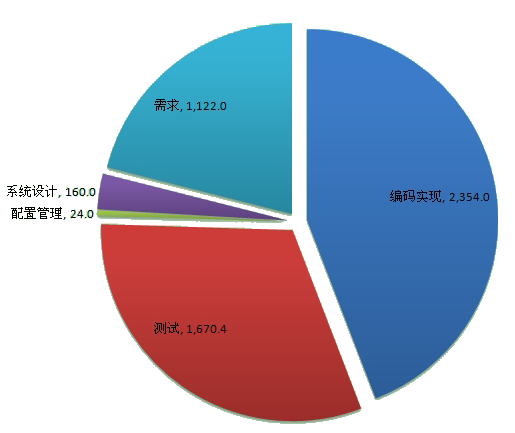 需求, 1,122.0
系统设计, 160.0
编码实现, 2,354.0
配置管理, 24.0
测试, 1,670.4